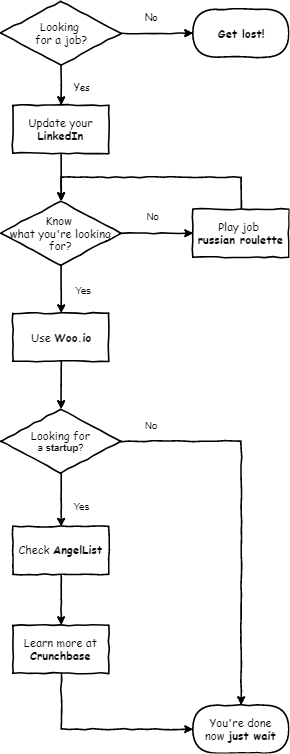 Looking
for a job?
No
Get lost!
Yes
Update your
LinkedIn
Know
what you're looking
for?
No
Play job
russian roulette
Yes
Use Woo.io
Looking for
a startup?
No
Yes
Check AngelList
Learn more at
Crunchbase
You're done
now just wait